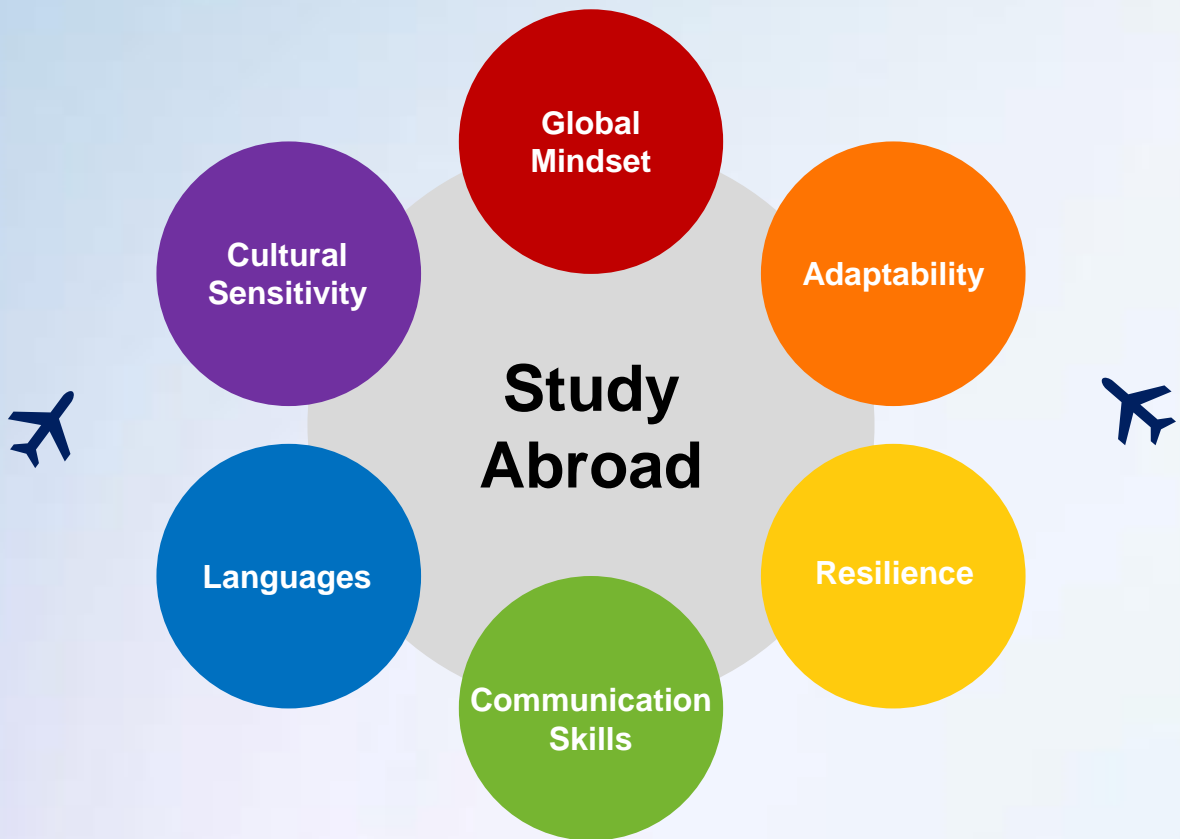 Global
Mindset
Cultural
Sensitivity
Adaptability
Study
Abroad
Languages
Resilience
Communication
Skills